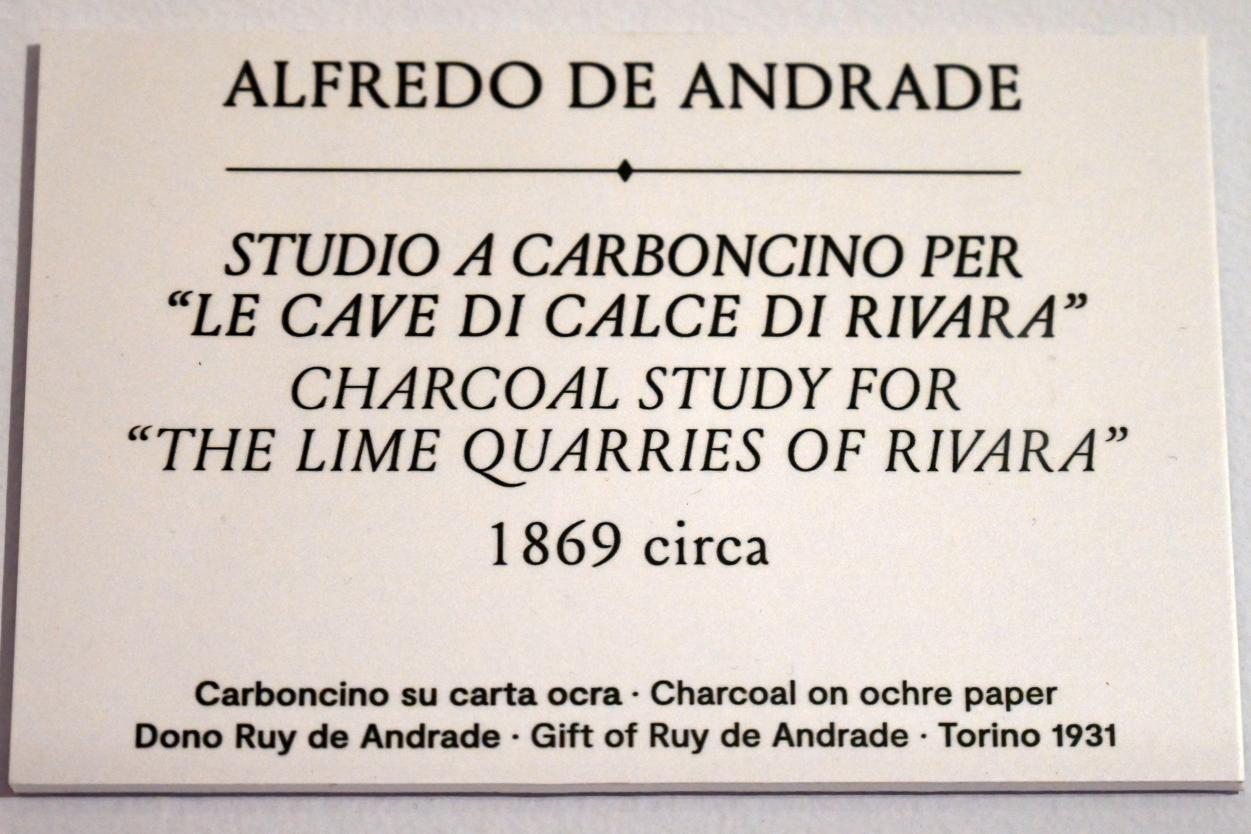 ALFREDO DE ANDRADE
STUDIO A CARBONCINO PER
“LE CAVE DI CALCE DI RIVARA”
CHARCOAL STUDY FOR
“THE LIME QUARRIES OF RIVARA”
1869 circa
Carboncino su carta ocra · Charcoal on ochre paper
Dono Ruy de Andrade · Gift of Ruy de Andrade · Torino 1931